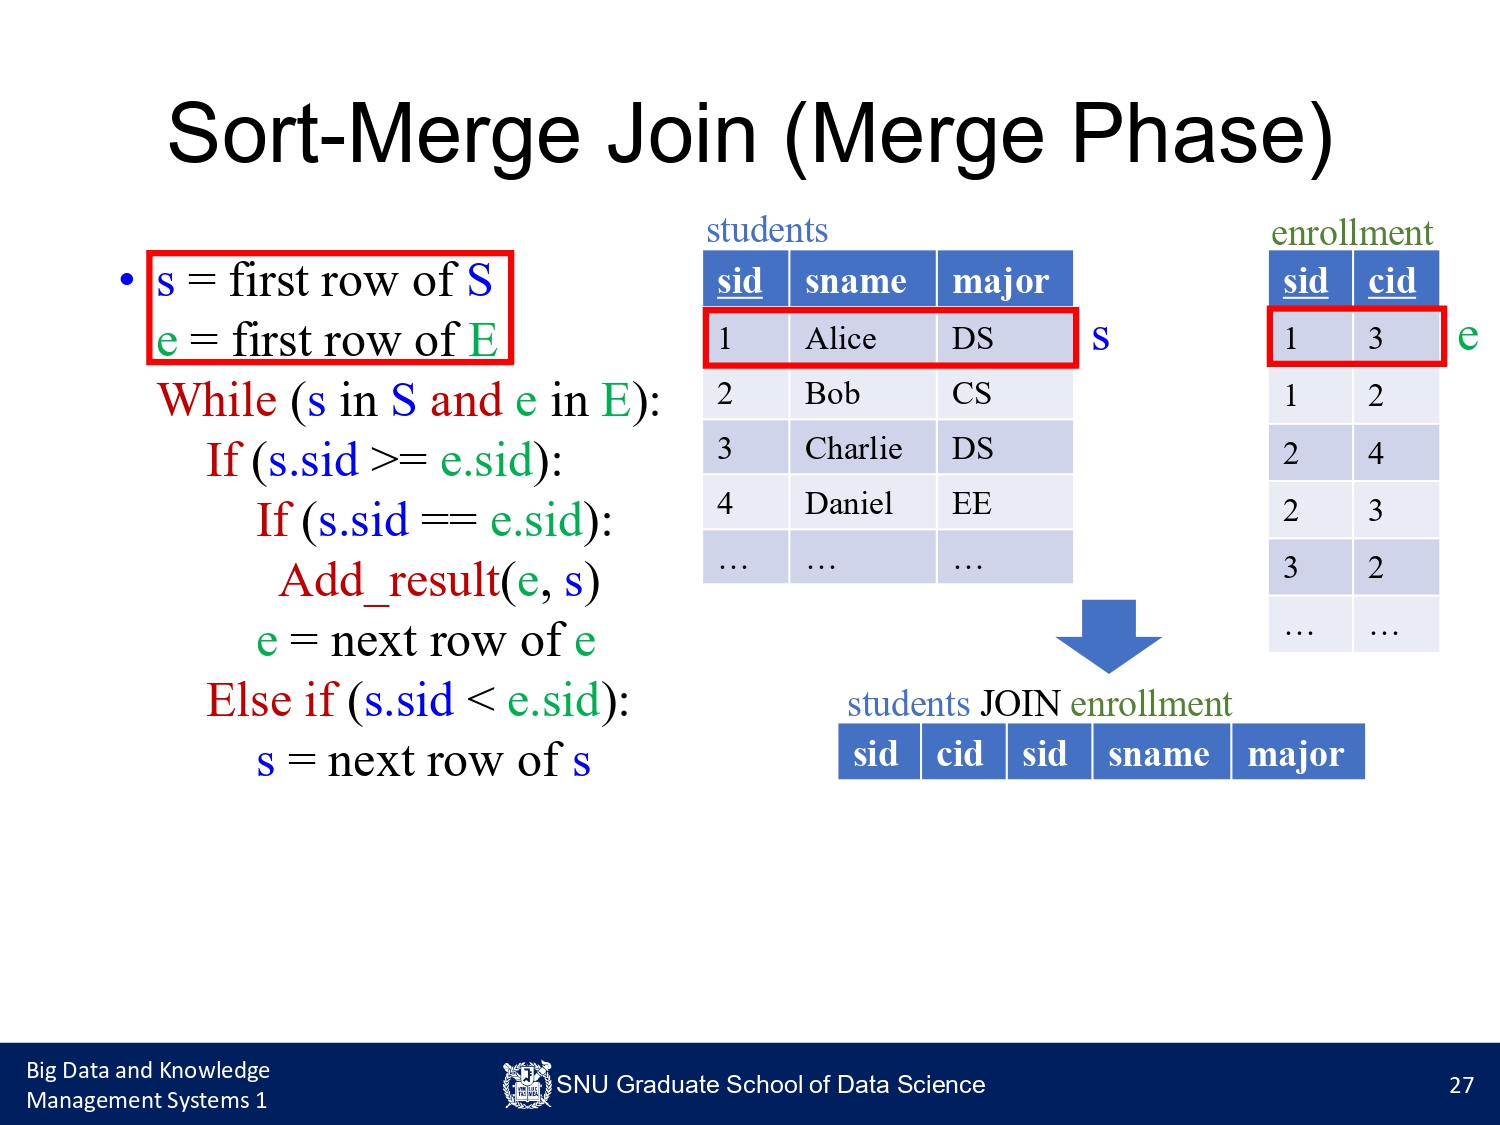 Sort-Merge Join (Merge Phase)
• s = first row of S
e = first row of E
While (s in S and e in E):
If (s.sid >= e.sid):
If (s.sid == e.sid):
Add_result(e, s)
e = next row of e
Else if (s.sid < e.sid):
s = next row of s
students
sid sname major
1 Alice DS
2 Bob CS
3 Charlie DS
4 Daniel EE
… … …
s
enrollment
sid cid
1 3
1 2
2 4
2 3
3 2
… …
e
students JOIN enrollment
sid cid sid sname major
Big Data and Knowledge
Management Systems 1
SNU Graduate School of Data Science
27